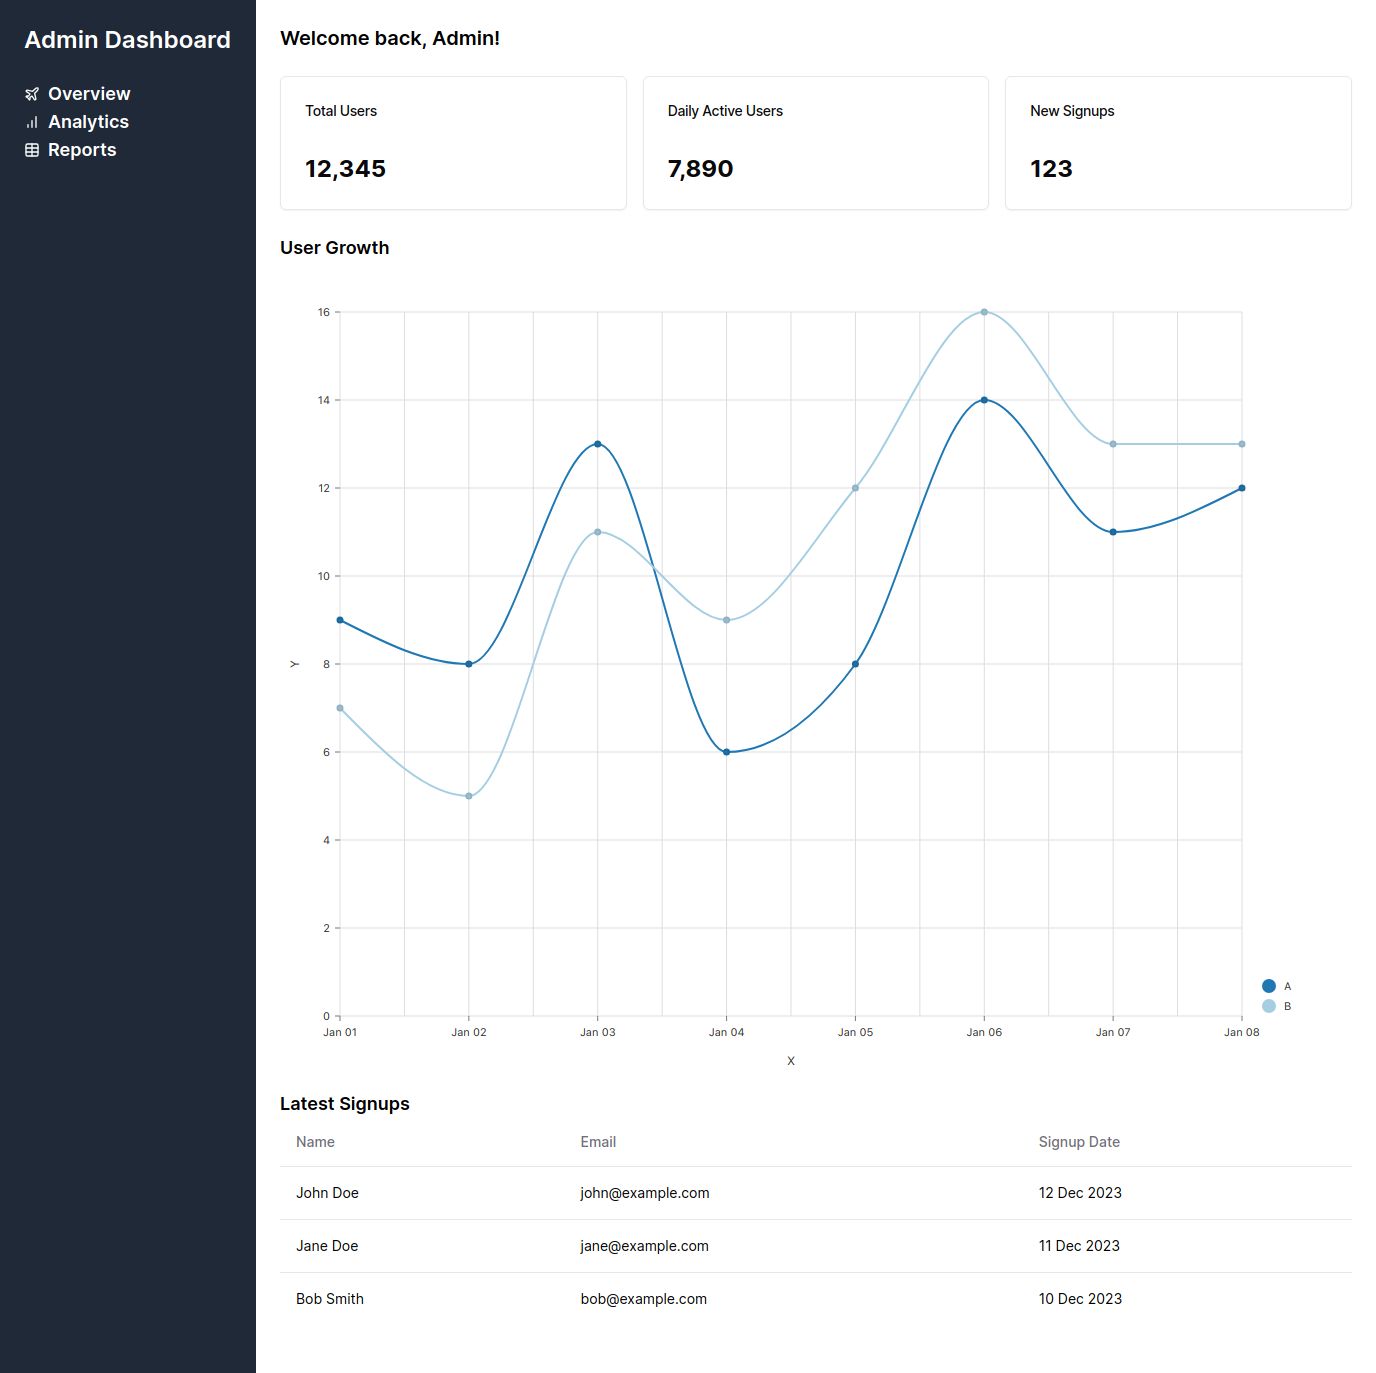 Admin Dashboard
Overview
Analytics
Reports
Welcome back, Admin!
Total Users
12,345
Daily Active Users
7,890
New Signups
123
User Growth
16
14
12
10
8
6
4
2
0
Y
Jan 01 Jan 02 Jan 03 Jan 04 Jan 05 Jan 06 Jan 07 Jan 08
X
A
B
Latest Signups
Name Email Signup Date
John Doe john@example.com 12 Dec 2023
Jane Doe jane@example.com 11 Dec 2023
Bob Smith bob@example.com 10 Dec 2023